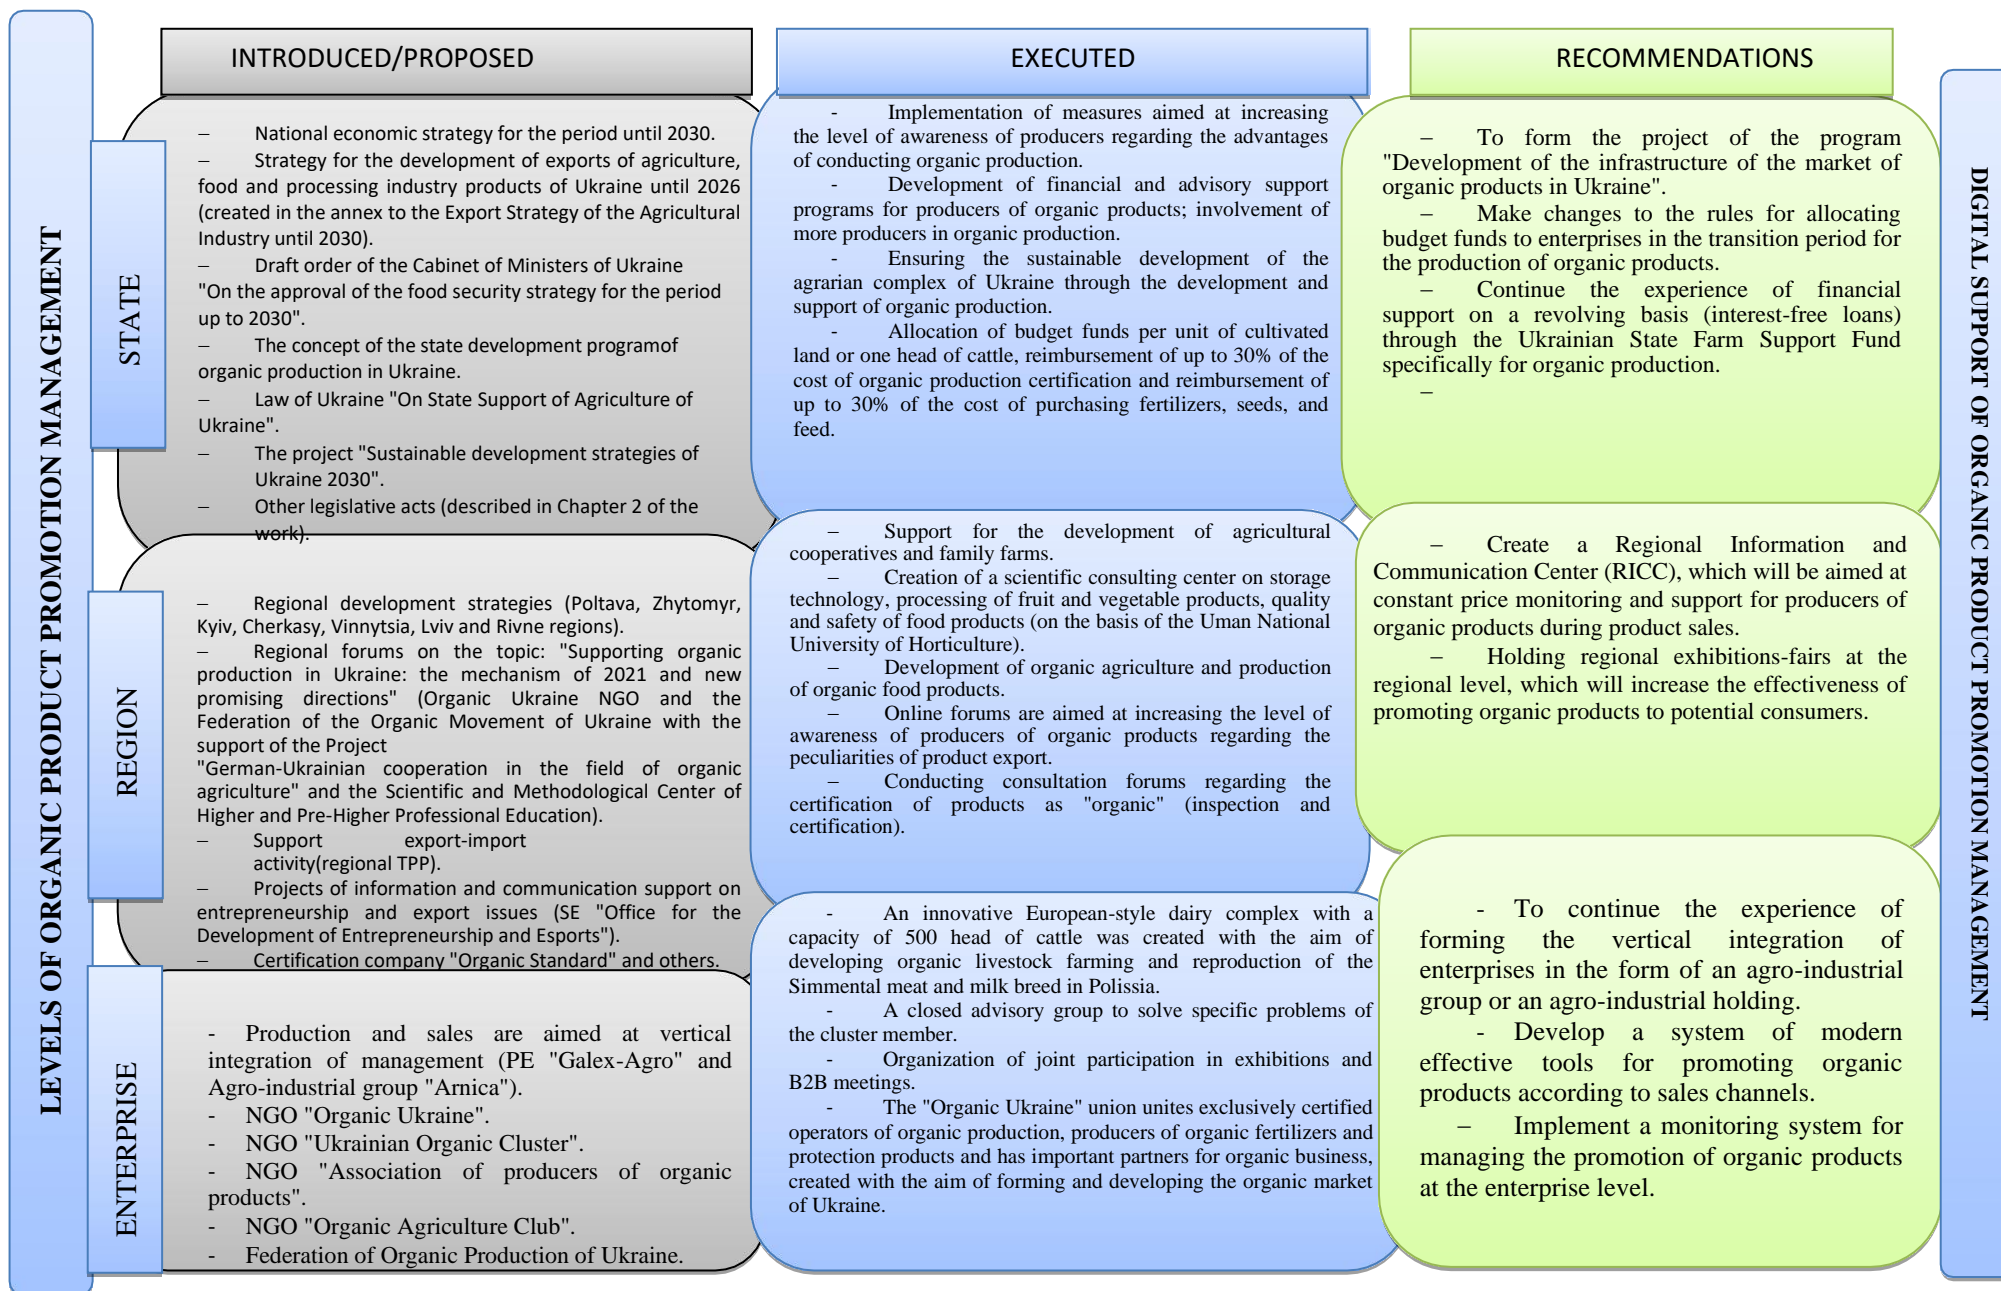 LEVELS OF ORGANIC PRODUCT PROMOTION MANAGEMENT
INTRODUCED/PROPOSED
EXECUTED
RECOMMENDATIONS
STATE
– National economic strategy for the period until 2030.
– Strategy for the development of exports of agriculture,
food and processing industry products of Ukraine until 2026
(created in the annex to the Export Strategy of the Agricultural
Industry until 2030).
– Draft order of the Cabinet of Ministers of Ukraine
"On the approval of the food security strategy for the period
up to 2030".
– The concept of the state development programof
organic production in Ukraine.
– Law of Ukraine "On State Support of Agriculture of
Ukraine".
– The project "Sustainable development strategies of
Ukraine 2030".
– Other legislative acts (described in Chapter 2 of the
work).
- Implementation of measures aimed at increasing
the level of awareness of producers regarding the advantages
of conducting organic production.
- Development of financial and advisory support
programs for producers of organic products; involvement of
more producers in organic production.
- Ensuring the sustainable development of the
agrarian complex of Ukraine through the development and
support of organic production.
- Allocation of budget funds per unit of cultivated
land or one head of cattle, reimbursement of up to 30% of the
cost of organic production certification and reimbursement of
up to 30% of the cost of purchasing fertilizers, seeds, and
feed.
– To form the project of the program
"Development of the infrastructure of the market of
organic products in Ukraine".
– Make changes to the rules for allocating
budget funds to enterprises in the transition period for
the production of organic products.
– Continue the experience of financial
support on a revolving basis (interest-free loans)
through the Ukrainian State Farm Support Fund
specifically for organic production.
–
REGION
– Regional development strategies (Poltava, Zhytomyr,
Kyiv, Cherkasy, Vinnytsia, Lviv and Rivne regions).
– Regional forums on the topic: "Supporting organic
production in Ukraine: the mechanism of 2021 and new
promising directions" (Organic Ukraine NGO and the
Federation of the Organic Movement of Ukraine with the
support of the Project
"German-Ukrainian cooperation in the field of organic
agriculture" and the Scientific and Methodological Center of
Higher and Pre-Higher Professional Education).
– Support export-import
activity(regional TPP).
– Projects of information and communication support on
entrepreneurship and export issues (SE "Office for the
Development of Entrepreneurship and Esports").
– Certification company "Organic Standard" and others.
– Support for the development of agricultural
cooperatives and family farms.
– Creation of a scientific consulting center on storage
technology, processing of fruit and vegetable products, quality
and safety of food products (on the basis of the Uman National
University of Horticulture).
– Development of organic agriculture and production
of organic food products.
– Online forums are aimed at increasing the level of
awareness of producers of organic products regarding the
peculiarities of product export.
– Conducting consultation forums regarding the
certification of products as "organic" (inspection and
certification).
– Create a Regional Information and
Communication Center (RICC), which will be aimed at
constant price monitoring and support for producers of
organic products during product sales.
– Holding regional exhibitions-fairs at the
regional level, which will increase the effectiveness of
promoting organic products to potential consumers.
ENTERPRISE
- Production and sales are aimed at vertical
integration of management (PE "Galex-Agro" and
Agro-industrial group "Arnica").
- NGO "Organic Ukraine".
- NGO "Ukrainian Organic Cluster".
- NGO "Association of producers of organic
products".
- NGO "Organic Agriculture Club".
- Federation of Organic Production of Ukraine.
- An innovative European-style dairy complex with a
capacity of 500 head of cattle was created with the aim of
developing organic livestock farming and reproduction of the
Simmental meat and milk breed in Polissia.
- A closed advisory group to solve specific problems of
the cluster member.
- Organization of joint participation in exhibitions and
B2B meetings.
- The "Organic Ukraine" union unites exclusively certified
operators of organic production, producers of organic fertilizers and
protection products and has important partners for organic business,
created with the aim of forming and developing the organic market
of Ukraine.
- To continue the experience of
forming the vertical integration of
enterprises in the form of an agro-industrial
group or an agro-industrial holding.
- Develop a system of modern
effective tools for promoting organic
products according to sales channels.
– Implement a monitoring system for
managing the promotion of organic products
at the enterprise level.
DIGITAL SUPPORT OF ORGANIC PRODUCT PROMOTION MANAGEMENT